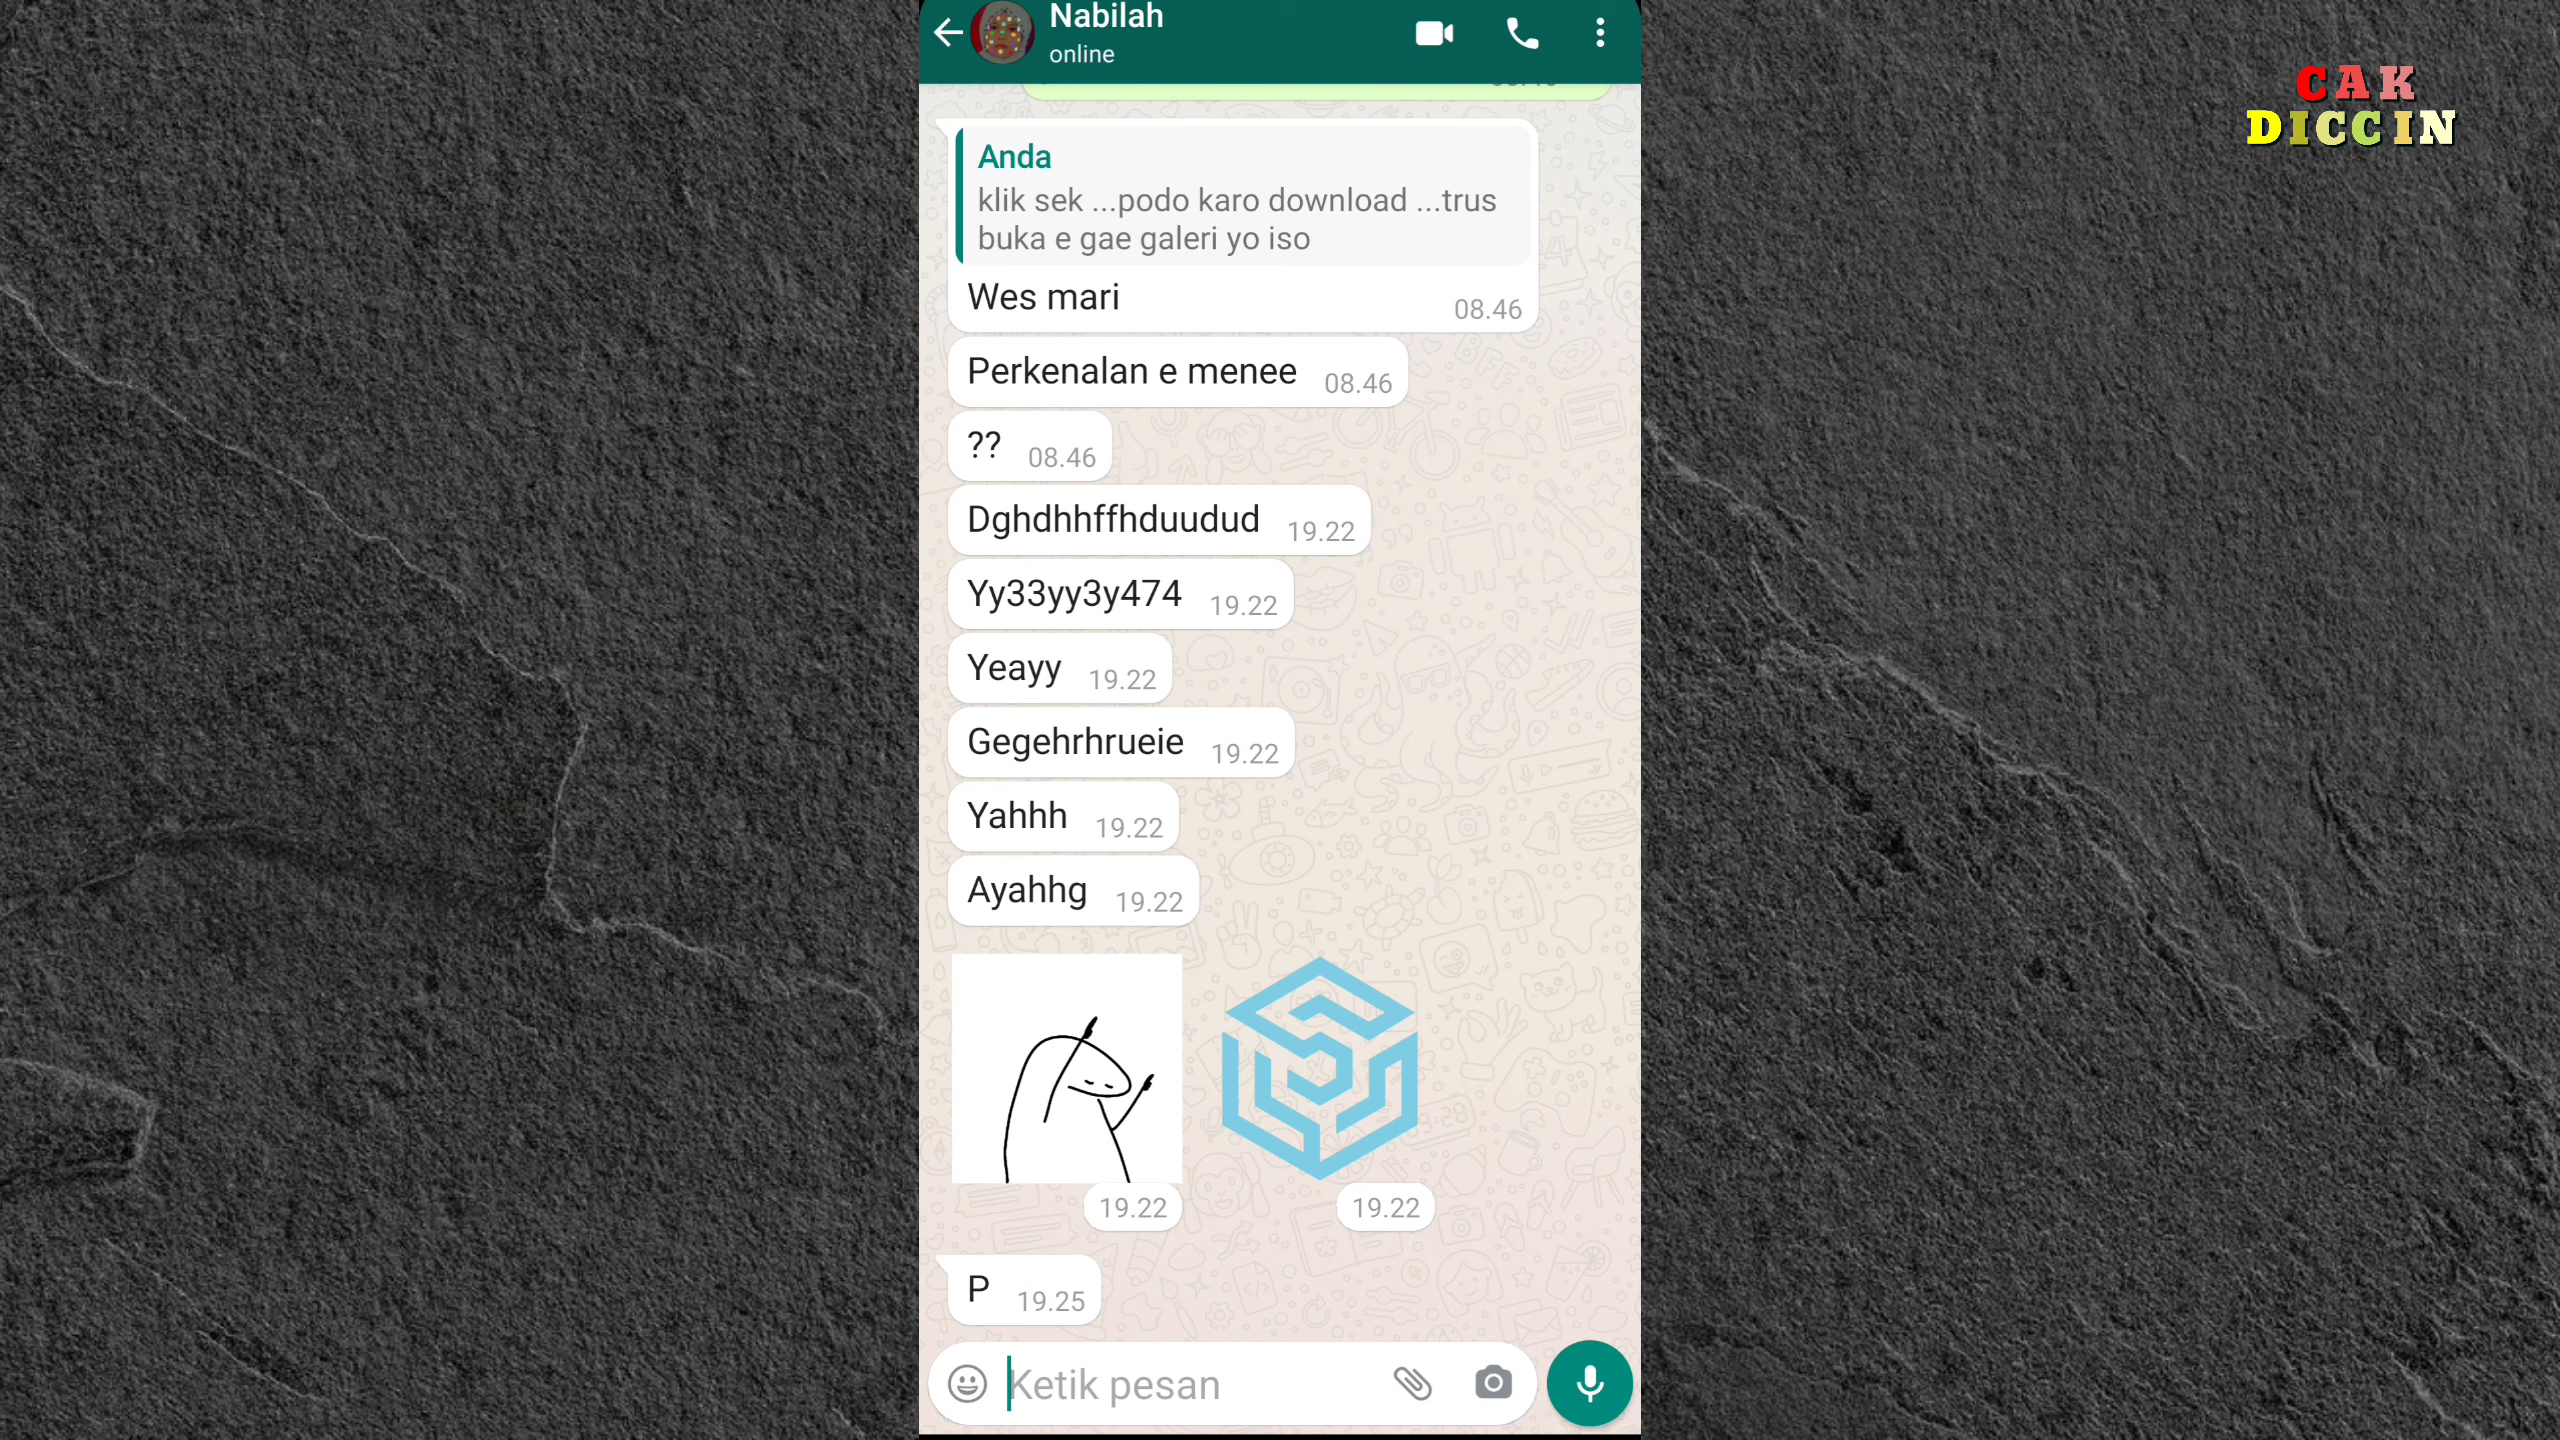 Nabilah
online
CAK
DICCIN
Anda
klik sek ...podo karo download ...trus
buka e gae galeri yo iso
Wes mari 08.46
Perkenalan e menee 08.46
?? 08.46
Dghdhhffhduudud 19.22
Yy33yy3y474 19.22
Yeayy 19.22
Gegehrhrueie 19.22
Yahhh 19.22
Ayahhg 19.22
19.22 19.22
P 19.25
Ketik pesan